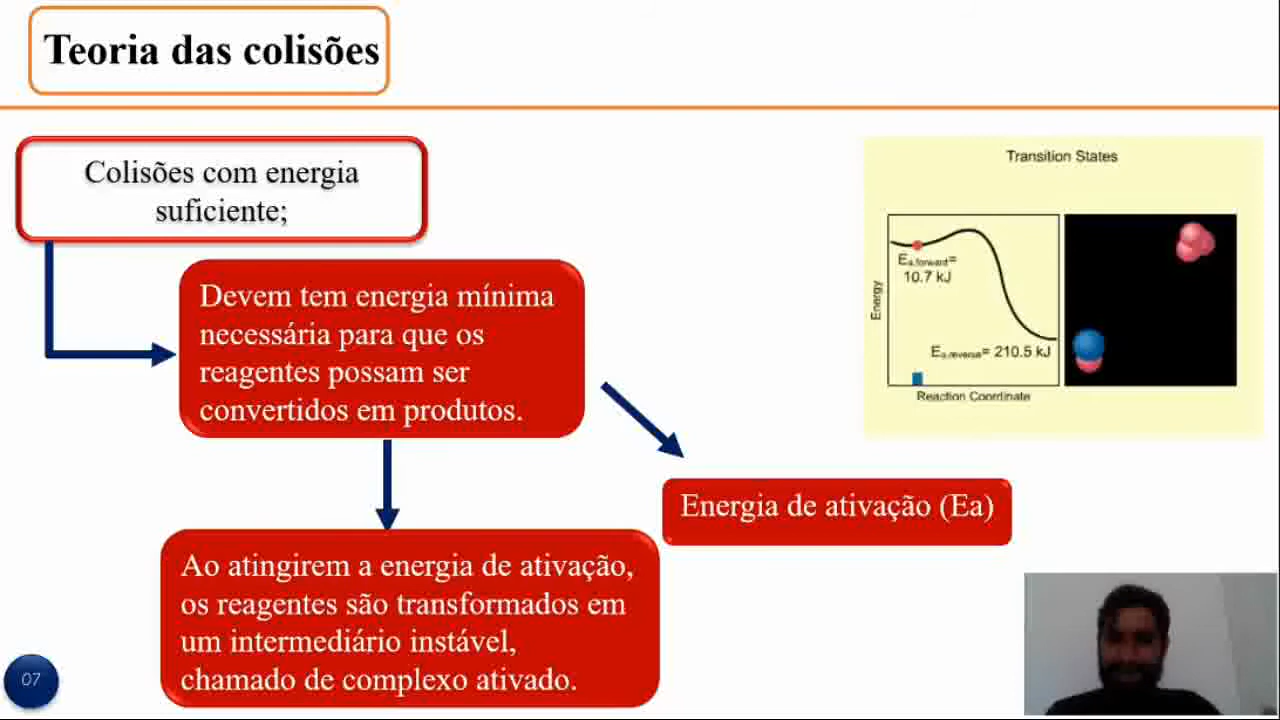 Teoria das colisões
Colisões com energia
suficiente;
Devem tem energia mínima
necessária para que os
reagentes possam ser
convertidos em produtos.
Energia de ativação (Ea)
Ao atingirem a energia de ativação,
os reagentes são transformados em
um intermediário instável,
chamado de complexo ativado.
07
Transition States
Energy
Ea,forward=
10.7 kJ
Ea,reverse= 210.5 kJ
Reaction Coordinate